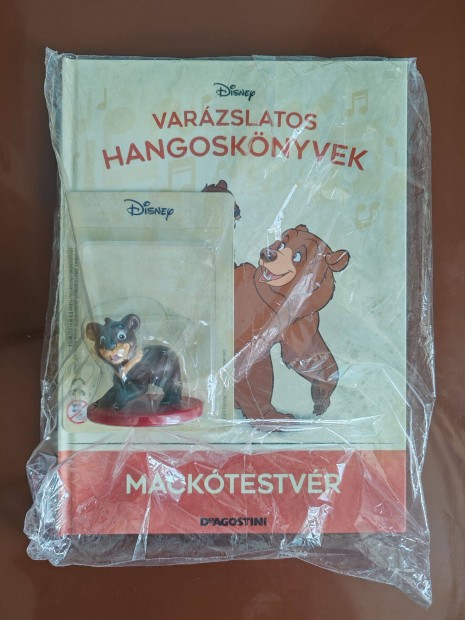 Disney
VARÁZSLATOS
HANGOSKÖNYVEK
Disney
MACKÓTESTVÉR
DEAGOSTINI